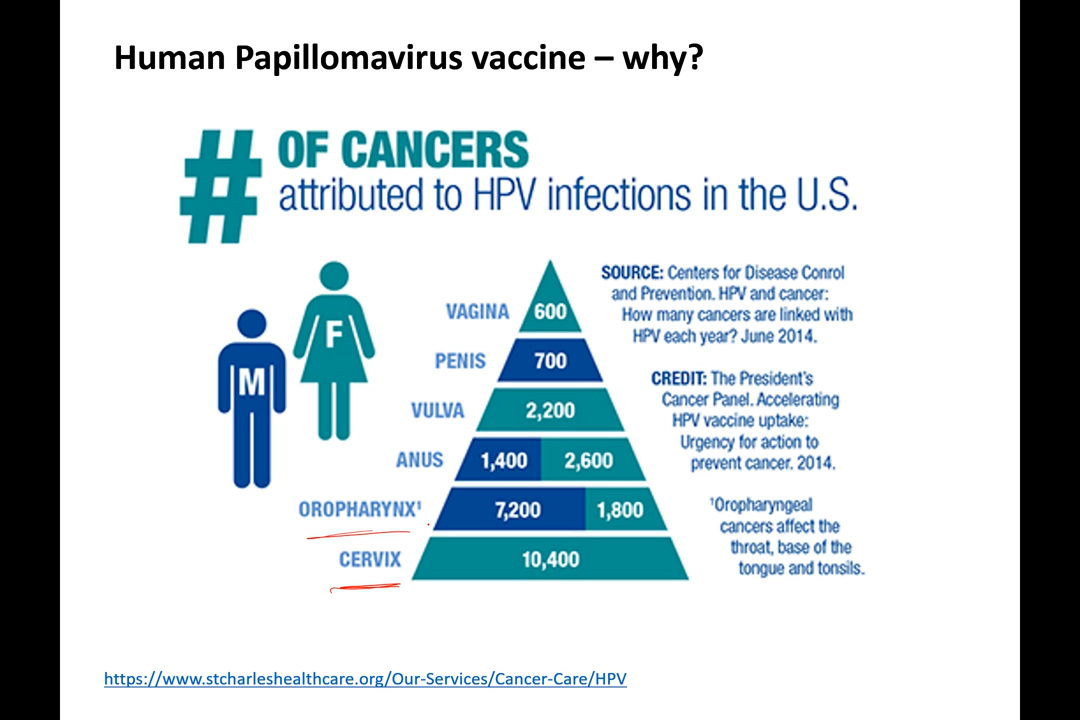 Human Papillomavirus vaccine – why?
# OF CANCERS
attributed to HPV infections in the U.S.
M
F
VAGINA 600
PENIS 700
VULVA 2,200
ANUS 1,400 2,600
OROPHARYNX¹ 7,200 1,800
CERVIX 10,400
SOURCE: Centers for Disease Conrol
and Prevention. HPV and cancer:
How many cancers are linked with
HPV each year? June 2014.
CREDIT: The President's
Cancer Panel. Accelerating
HPV vaccine uptake:
Urgency for action to
prevent cancer. 2014.
¹Oropharyngeal
cancers affect the
throat, base of the
tongue and tonsils.
https://www.stcharleshealthcare.org/Our-Services/Cancer-Care/HPV